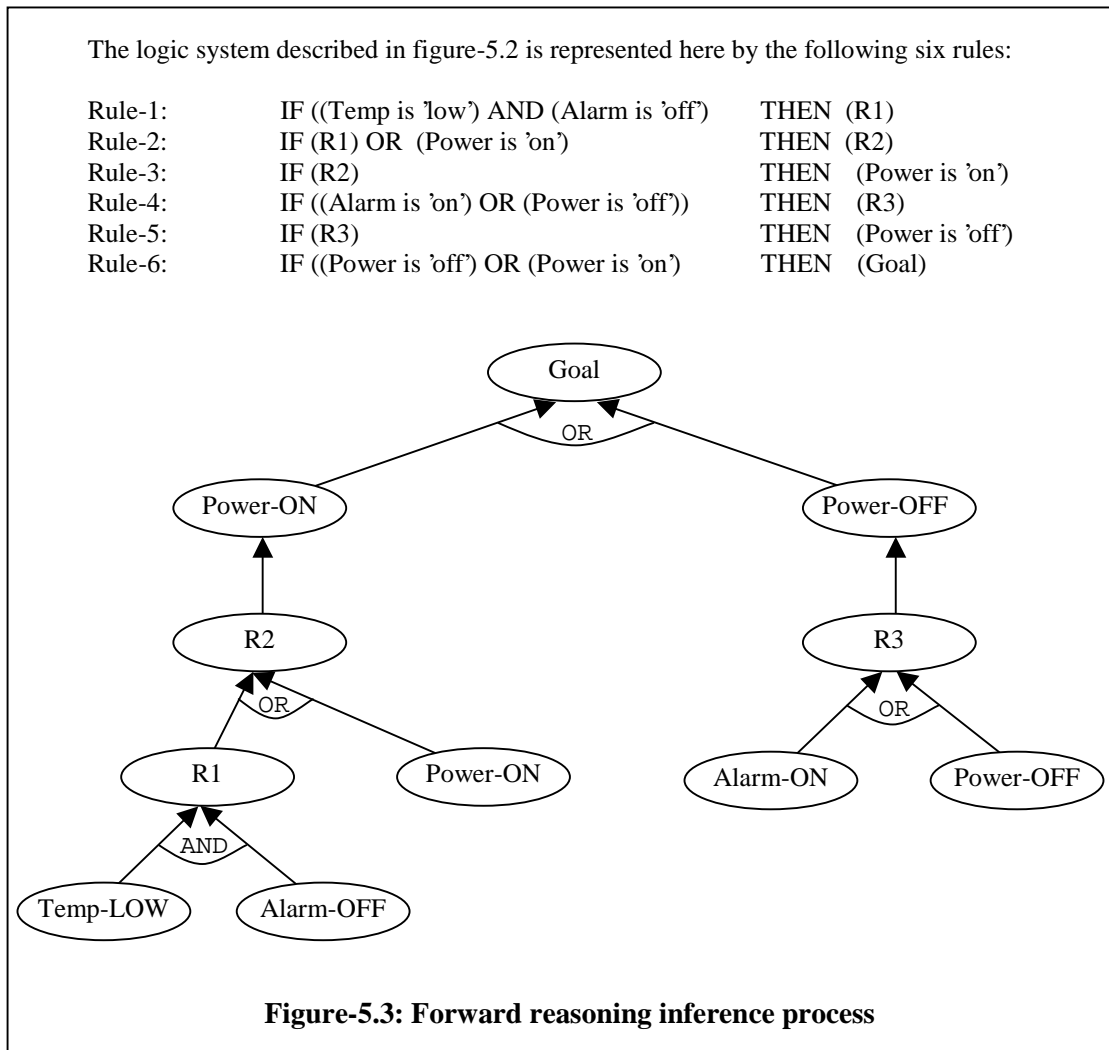 The logic system described in figure-5.2 is represented here by the following six rules:
Rule-1: IF ((Temp is 'low') AND (Alarm is 'off') THEN (R1)
Rule-2: IF (R1) OR (Power is 'on') THEN (R2)
Rule-3: IF (R2) THEN (Power is 'on')
Rule-4: IF ((Alarm is 'on') OR (Power is 'off')) THEN (R3)
Rule-5: IF (R3) THEN (Power is 'off')
Rule-6: IF ((Power is 'off') OR (Power is 'on') THEN (Goal)
Goal
OR
Power-ON Power-OFF
R2 R3
OR OR
R1 Power-ON Alarm-ON Power-OFF
AND
Temp-LOW Alarm-OFF
Figure-5.3: Forward reasoning inference process